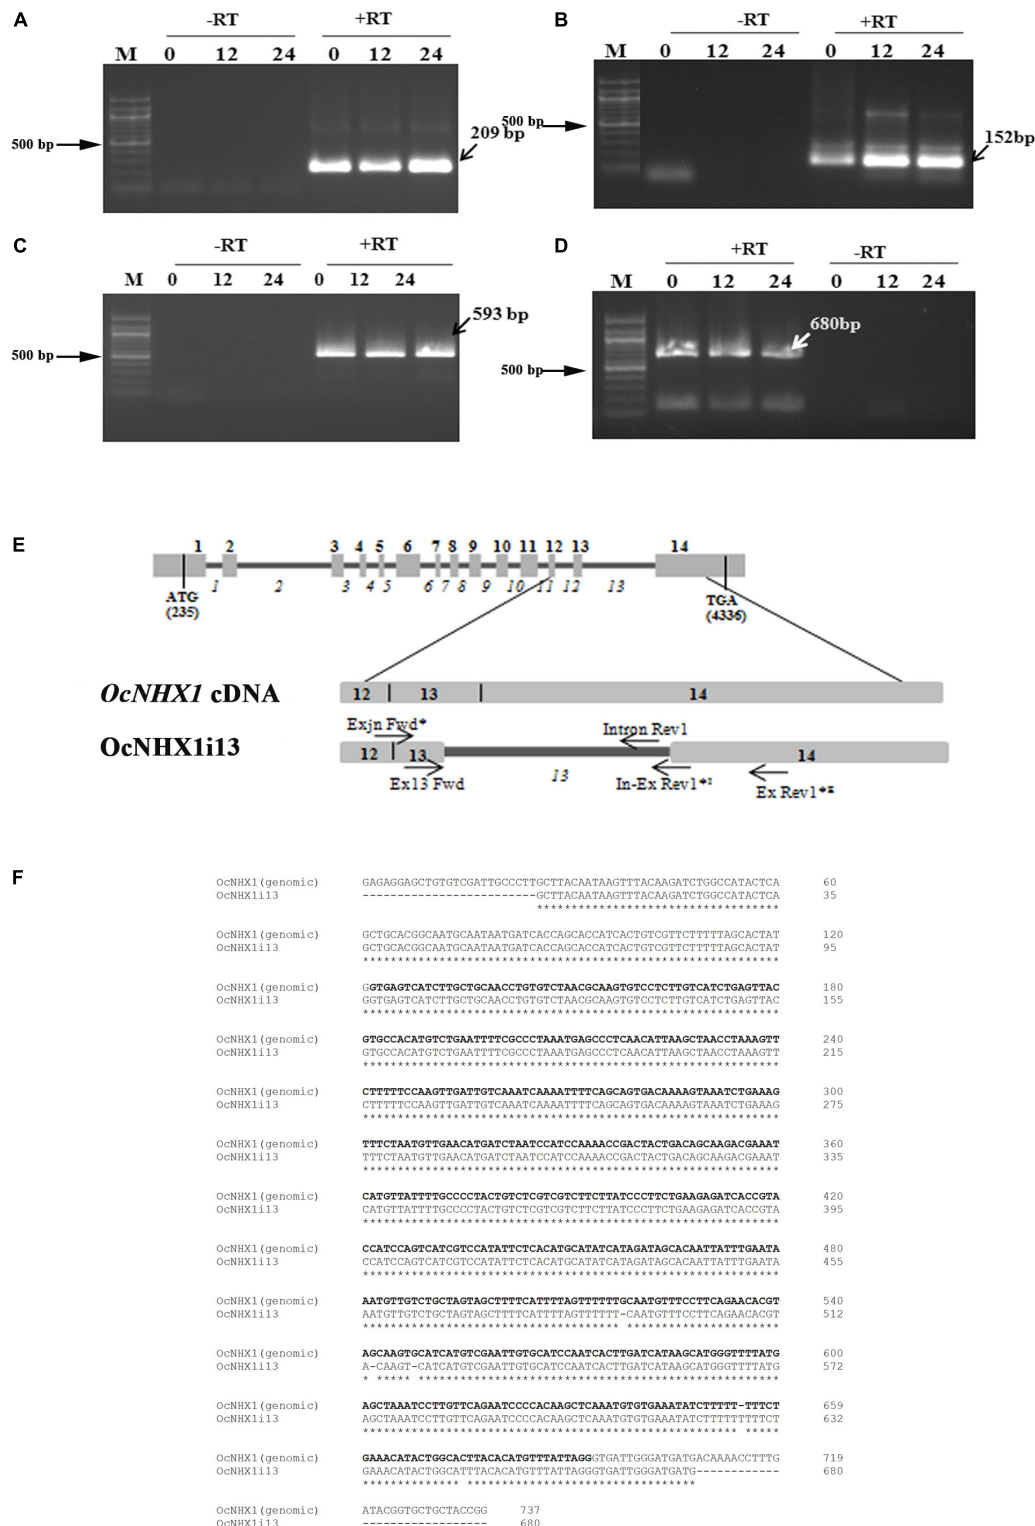 A
-RT
+RT
M 0 12 24 0 12 24
500 bp
209 bp
B
-RT
+RT
M 0 12 24 0 12 24
500 bp
152bp
C
-RT
+RT
M 0 12 24 0 12 24
500 bp
593 bp
D
+RT
-RT
M 0 12 24 0 12 24
500 bp
680bp
E
1 2 3 4 5 6 7 8 9 10 11 12 13 14
1 2 3 4 5 6 7 8 9 10 11 12 13
ATG
(235)
TGA
(4336)
OcNHX1 cDNA
12 13 14
Exjn Fwd*
Intron Rev1
OcNHX1i13
12 13 14
13
Ex13 Fwd
In-Ex Rev1*
Ex Rev1*
F
OcNHX1(genomic) GAGAGGAGCTGTGTCGATTGCCCTTGCTTACAATAAGTTTACAAGATCTGGCCATACTCA 60
OcNHX1i13 -------------------------GCTTACAATAAGTTTACAAGATCTGGCCATACTCA 35
***********************************
OcNHX1(genomic) GCTGCACGGCAATGCAATAATGATCACCAGCACCATCACTGTCGTTCTTTTTAGCACTAT 120
OcNHX1i13 GCTGCACGGCAATGCAATAATGATCACCAGCACCATCACTGTCGTTCTTTTTAGCACTAT 95
************************************************************
OcNHX1(genomic) GGTGAGTCATCTTGCTGCAACCTGTGTCTAACGCAAGTGTCCTCTTGTCATCTGAGTTAC 180
OcNHX1i13 GGTGAGTCATCTTGCTGCAACCTGTGTCTAACGCAAGTGTCCTCTTGTCATCTGAGTTAC 155
************************************************************
OcNHX1(genomic) GTGCCACATGTCTGAATTTTCGCCCTAAATGAGCCCTCAACATTAAGCTAACCTAAAGTT 240
OcNHX1i13 GTGCCACATGTCTGAATTTTCGCCCTAAATGAGCCCTCAACATTAAGCTAACCTAAAGTT 215
************************************************************
OcNHX1(genomic) CTTTTTCCAAGTTGATTGTCAAATCAAAATTTTCAGCAGTGACAAAAGTAAATCTGAAAG 300
OcNHX1i13 CTTTTTCCAAGTTGATTGTCAAATCAAAATTTTCAGCAGTGACAAAAGTAAATCTGAAAG 275
************************************************************
OcNHX1(genomic) TTTCTAATGTTGAACATGATCTAATCCATCCAAAACCGACTACTGACAGCAAGACGAAAT 360
OcNHX1i13 TTTCTAATGTTGAACATGATCTAATCCATCCAAAACCGACTACTGACAGCAAGACGAAAT 335
************************************************************
OcNHX1(genomic) CATGTTATTTTGCCCCTACTGTCTCGTCGTCTTCTTATCCCTTCTGAAGAGATCACCGTA 420
OcNHX1i13 CATGTTATTTTGCCCCTACTGTCTCGTCGTCTTCTTATCCCTTCTGAAGAGATCACCGTA 395
************************************************************
OcNHX1(genomic) CCATCCAGTCATCGTCCATATTCTCACATGCATATCATAGATAGCACAATTATTTGAATA 480
OcNHX1i13 CCATCCAGTCATCGTCCATATTCTCACATGCATATCATAGATAGCACAATTATTTGAATA 455
************************************************************
OcNHX1(genomic) AATGTTGTCTGCTAGTAGCTTTTCATTTTAGTTTTTTGCAATGTTTCCTTCAGAACACGT 540
OcNHX1i13 AATGTTGTCTGCTAGTAGCTTTTCATTTTAGTTTTTT-CAATGTTTCCTTCAGAACACGT 512
************************************* **********************
OcNHX1(genomic) AGCAAGTGCATCATGTCGAATTGTGCATCCAATCACTTGATCATAAGCATGGGTTTTATG 600
OcNHX1i13 A-CAAGT-CATCATGTCGAATTGTGCATCCAATCACTTGATCATAAGCATGGGTTTTATG 572
* ***** ****************************************************
OcNHX1(genomic) AGCTAAATCCTTGTTCAGAATCCCCACAAGCTCAAATGTGTGAAATATCTTTTT-TTTCT 659
OcNHX1i13 AGCTAAATCCTTGTTCAGAATCCCCACAAGCTCAAATGTGTGAAATATCTTTTTTTTTCT 632
****************************************************** *****
OcNHX1(genomic) GAAACATACTGGCACTTACACATGTTTATTAGGGTGATTGGGATGATGACAAAACCTTTG 719
OcNHX1i13 GAAACATACTGGCATTTACACATGTTTATTAGGGTGATTGGGATGATG------------ 680
************** *********************************
OcNHX1(genomic) ATACGGTGCTGCTACCGG 737
OcNHX1i13 ------------------ 680